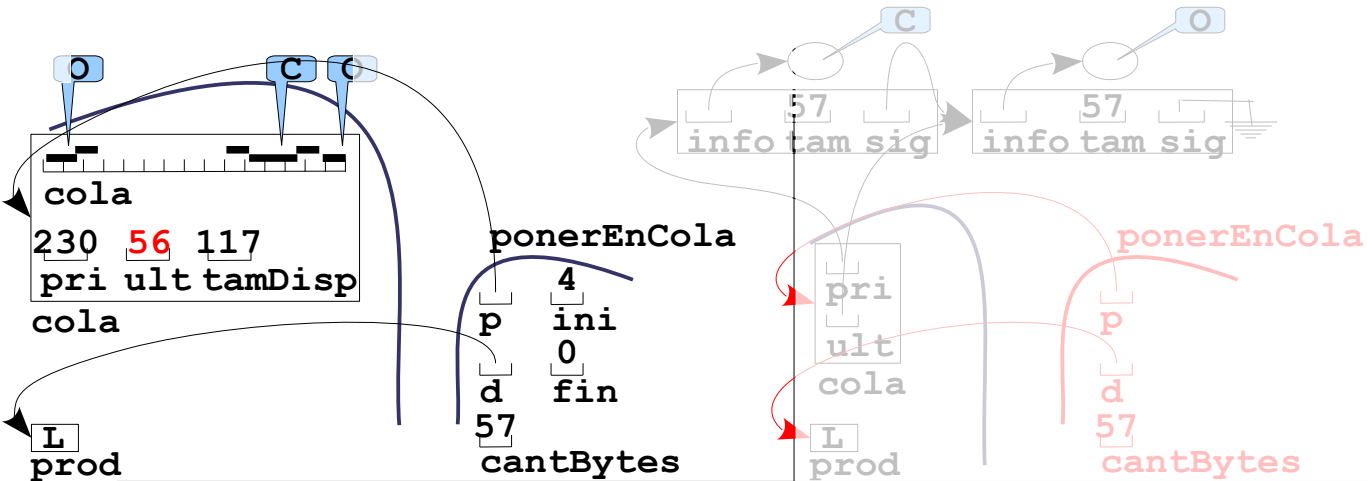 C O
O C O
57 57
info tam sig info tam sig
cola
230 56 117
pri ult tamDisp
cola
ponerEnCola
4
p ini
0
d fin
57
cantBytes
L
prod
pri
ult
cola
L
prod
ponerEnCola
p
d
57
cantBytes